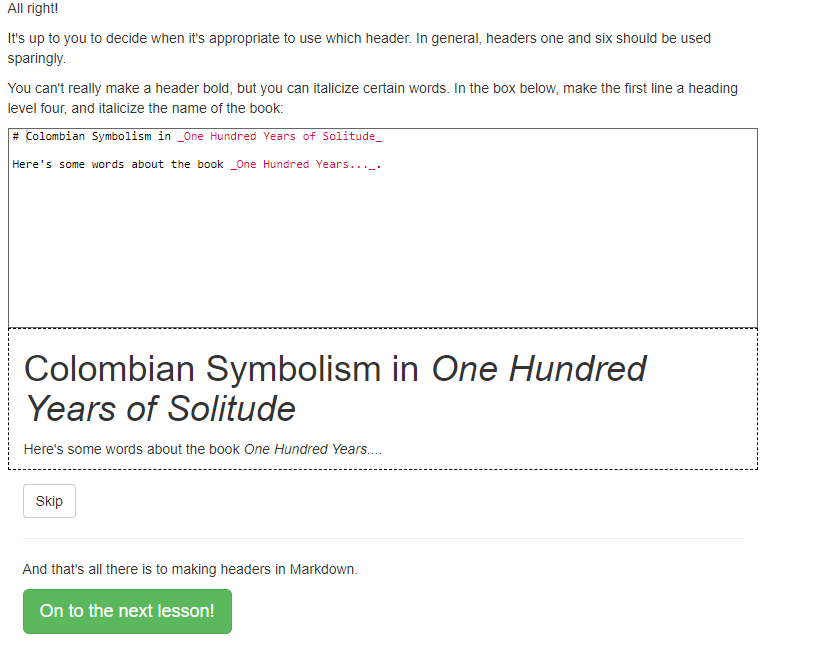 All right!
It's up to you to decide when it's appropriate to use which header. In general, headers one and six should be used
sparingly.
You can't really make a header bold, but you can italicize certain words. In the box below, make the first line a heading
level four, and italicize the name of the book:
# Colombian Symbolism in _One Hundred Years of Solitude_
Here's some words about the book _One Hundred Years..._.
Colombian Symbolism in One Hundred
Years of Solitude
Here's some words about the book One Hundred Years....
Skip
And that's all there is to making headers in Markdown.
On to the next lesson!